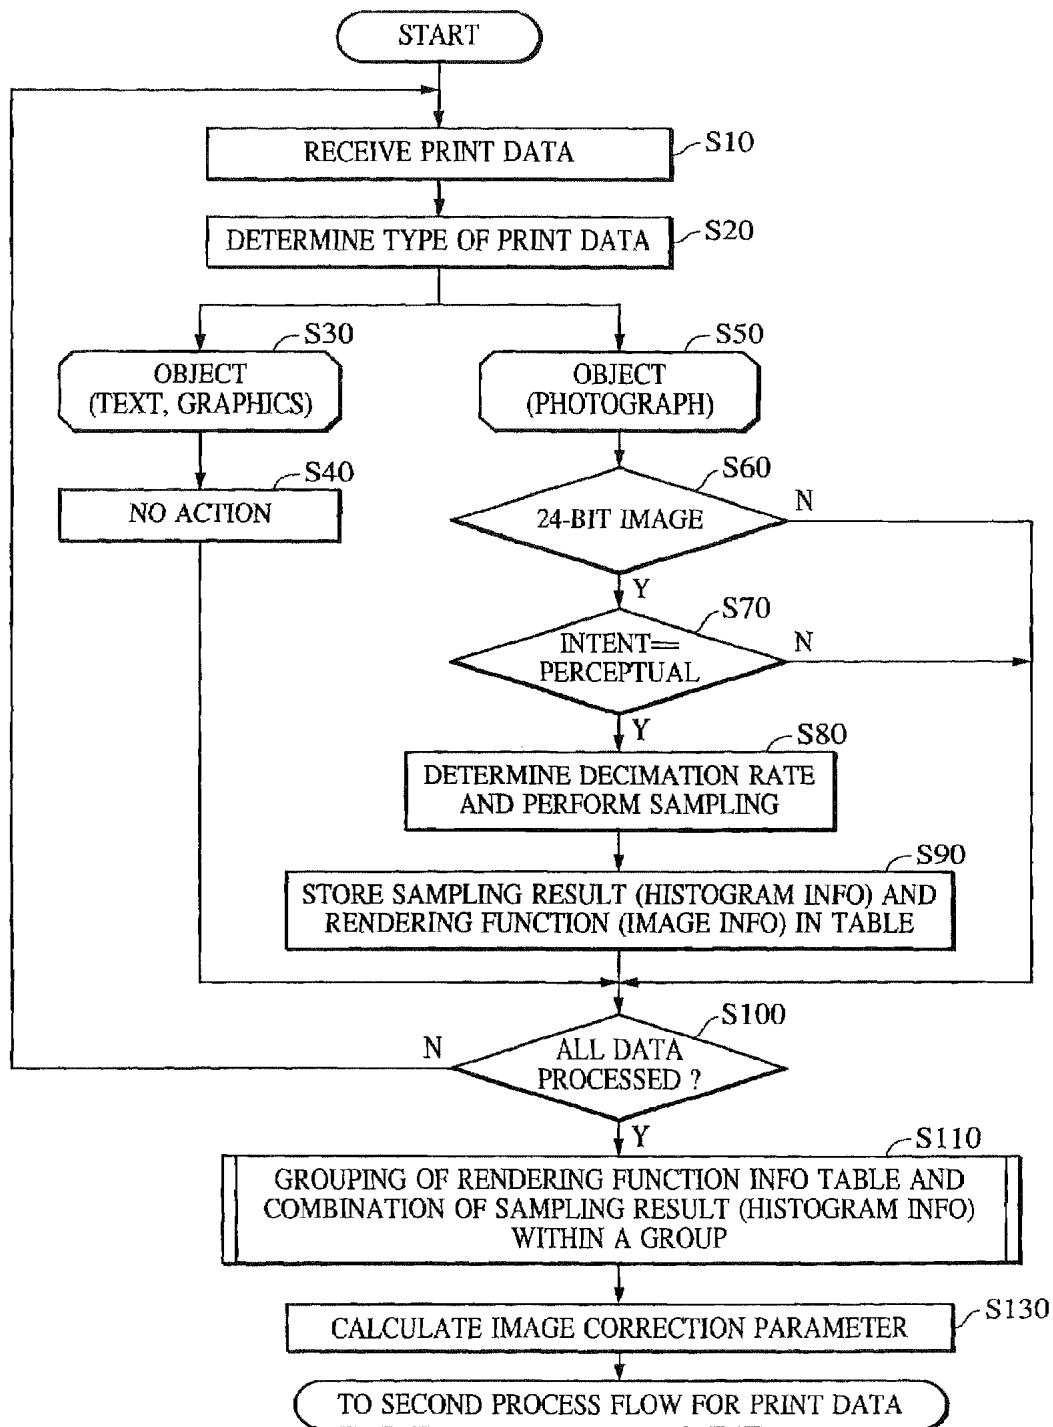 START
RECEIVE PRINT DATA
S10
DETERMINE TYPE OF PRINT DATA
S20
S30
OBJECT
(TEXT, GRAPHICS)
S50
OBJECT
(PHOTOGRAPH)
S40
NO ACTION
S60
24-BIT IMAGE
N
Y
S70
INTENT==
PERCEPTUAL
N
Y
S80
DETERMINE DECIMATION RATE
AND PERFORM SAMPLING
S90
STORE SAMPLING RESULT (HISTOGRAM INFO) AND
RENDERING FUNCTION (IMAGE INFO) IN TABLE
S100
ALL DATA
PROCESSED ?
N
Y
S110
GROUPING OF RENDERING FUNCTION INFO TABLE AND
COMBINATION OF SAMPLING RESULT (HISTOGRAM INFO)
WITHIN A GROUP
S130
CALCULATE IMAGE CORRECTION PARAMETER
TO SECOND PROCESS FLOW FOR PRINT DATA